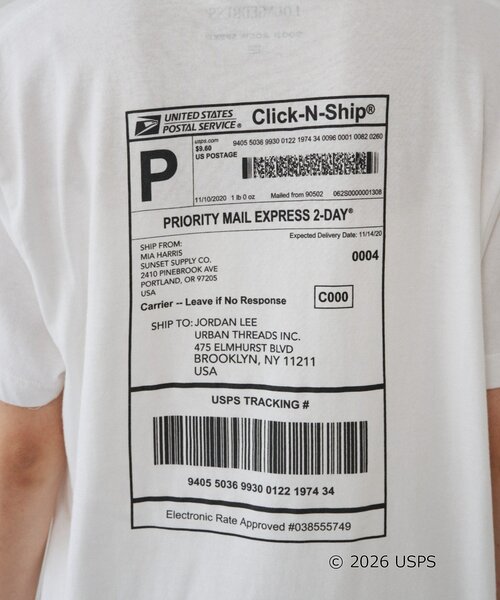 UNITED STATES
POSTAL SERVICE®
Click-N-Ship®
P
usps.com
$9.60
US POSTAGE
9405 5036 9930 0122 1974 34 0096 0001 0082 0260
11/10/2020 1 lb 0 oz Mailed from 90502 062S0000001308
PRIORITY MAIL EXPRESS 2-DAY®
Expected Delivery Date: 11/14/20
0004
SHIP FROM:
MIA HARRIS
SUNSET SUPPLY CO.
2410 PINEBROOK AVE
PORTLAND, OR 97205
USA
Carrier -- Leave if No Response
C000
SHIP TO: JORDAN LEE
URBAN THREADS INC.
475 ELMHURST BLVD
BROOKLYN, NY 11211
USA
USPS TRACKING #
9405 5036 9930 0122 1974 34
Electronic Rate Approved #038555749
© 2026 USPS